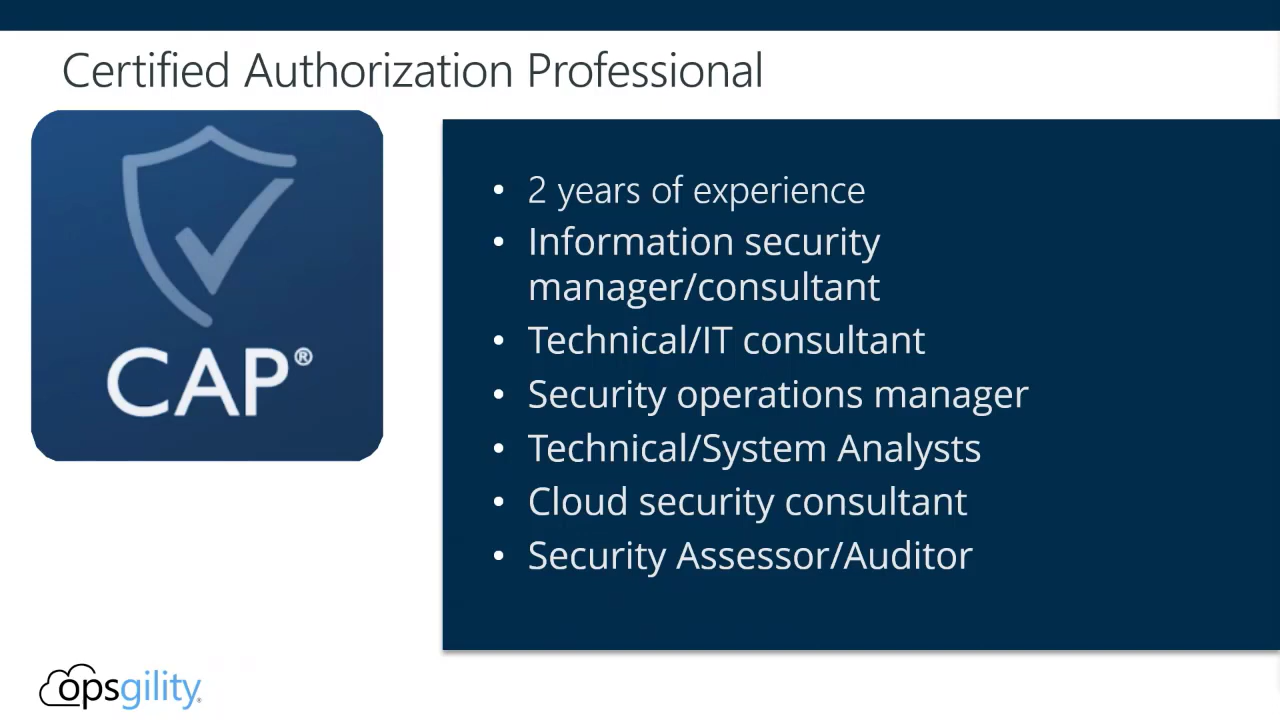 Certified Authorization Professional
CAP®
• 2 years of experience
• Information security
manager/consultant
• Technical/IT consultant
• Security operations manager
• Technical/System Analysts
• Cloud security consultant
• Security Assessor/Auditor
opsgility®